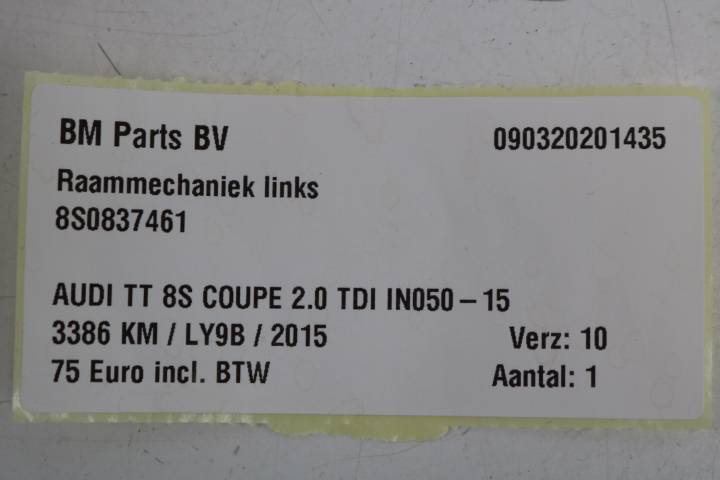 BM Parts BV 090320201435
Raammechaniek links
8S0837461
AUDI TT 8S COUPE 2.0 TDI IN050-15
3386 KM / LY9B / 2015 Verz: 10
75 Euro incl. BTW Aantal: 1